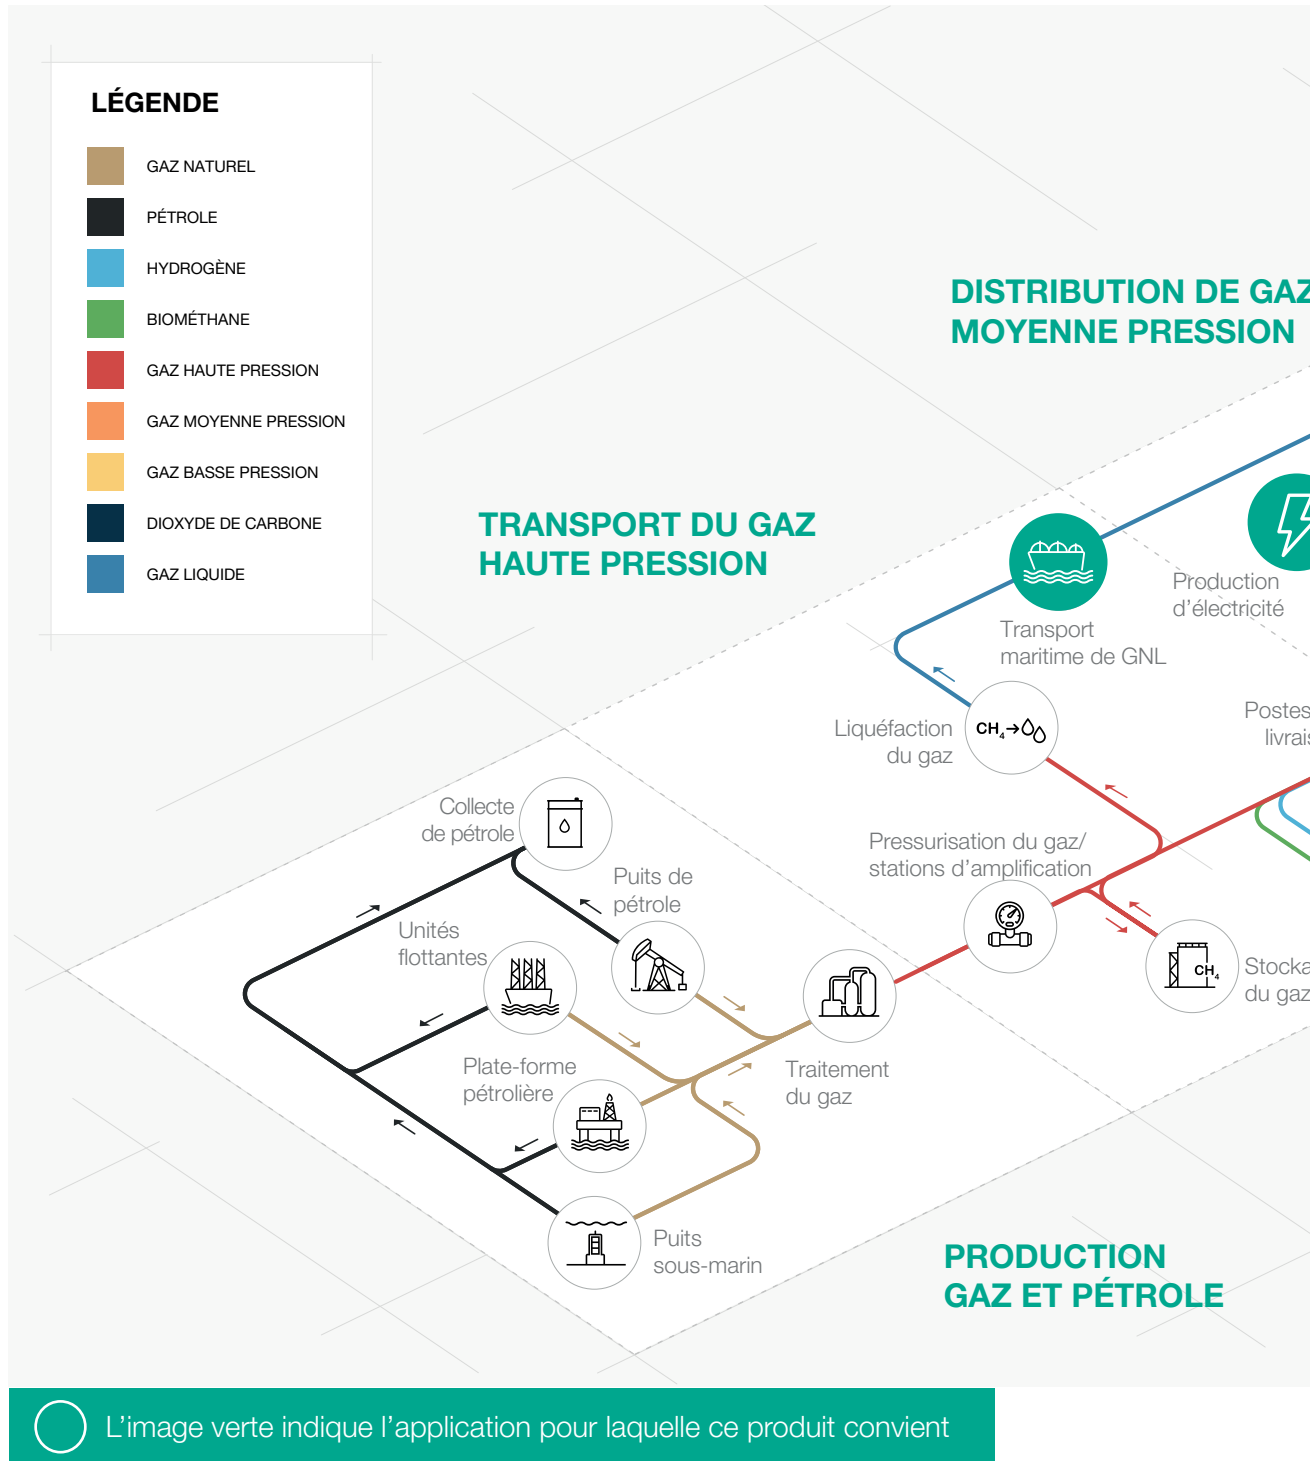 LÉGENDE
GAZ NATUREL
PÉTROLE
HYDROGÈNE
BIOMÉTHANE
GAZ HAUTE PRESSION
GAZ MOYENNE PRESSION
GAZ BASSE PRESSION
DIOXYDE DE CARBONE
GAZ LIQUIDE
DISTRIBUTION DE GAZ
MOYENNE PRESSION
TRANSPORT DU GAZ
HAUTE PRESSION
Production
d'électricité
Transport
maritime de GNL
Postes
Liquéfaction
du gaz
CH₄→
Collecte
de pétrole
Pressurisation du gaz/
stations d'amplification
Puits de
pétrole
Unités
flottantes
CH₄
du gaz
Plate-forme
pétrolière
Traitement
du gaz
Puits
sous-marin
PRODUCTION
GAZ ET PÉTROLE
L'image verte indique l'application pour laquelle ce produit convient